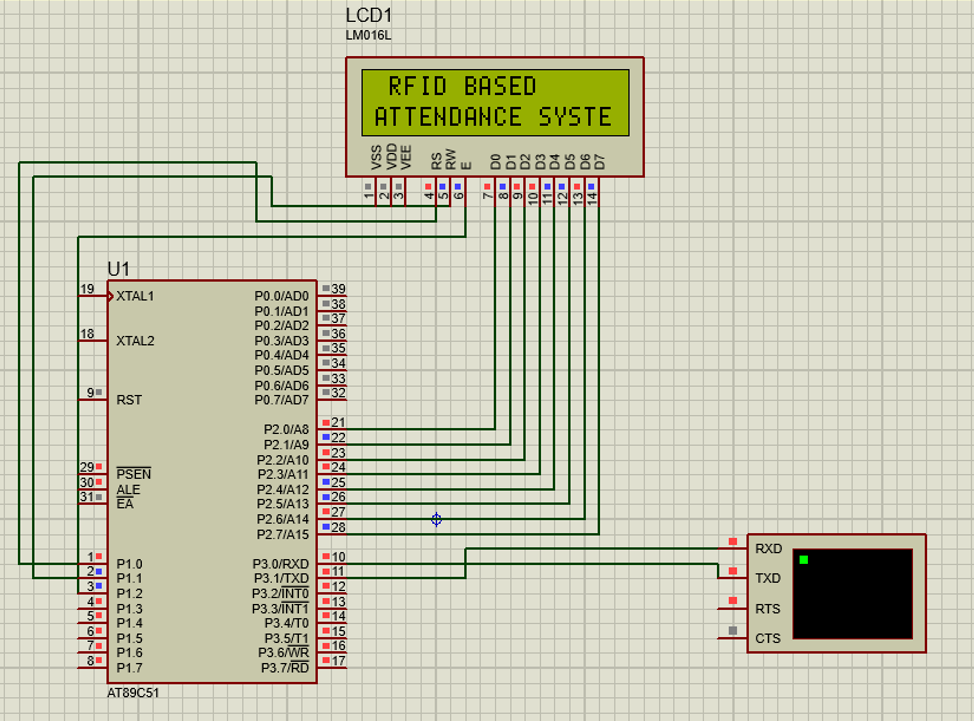 LCD1
LM016L
RFID BASED
ATTENDANCE SYSTE
VSS VDD VEE RS RW E D0 D1 D2 D3 D4 D5 D6 D7
1 2 3 4 5 6 7 8 9 10 11 12 13 14
U1
19 XTAL1 P0.0/AD0 39
P0.1/AD1 38
P0.2/AD2 37
18 XTAL2 P0.3/AD3 36
P0.4/AD4 35
P0.5/AD5 34
P0.6/AD6 33
9 RST P0.7/AD7 32
P2.0/A8 21
P2.1/A9 22
P2.2/A10 23
29 PSEN P2.3/A11 24
30 ALE P2.4/A12 25
31 EA P2.5/A13 26
P2.6/A14 27
P2.7/A15 28
1 P1.0 P3.0/RXD 10
2 P1.1 P3.1/TXD 11
3 P1.2 P3.2/INT0 12
4 P1.3 P3.3/INT1 13
5 P1.4 P3.4/T0 14
6 P1.5 P3.5/T1 15
7 P1.6 P3.6/WR 16
8 P1.7 P3.7/RD 17
AT89C51
RXD
TXD
RTS
CTS